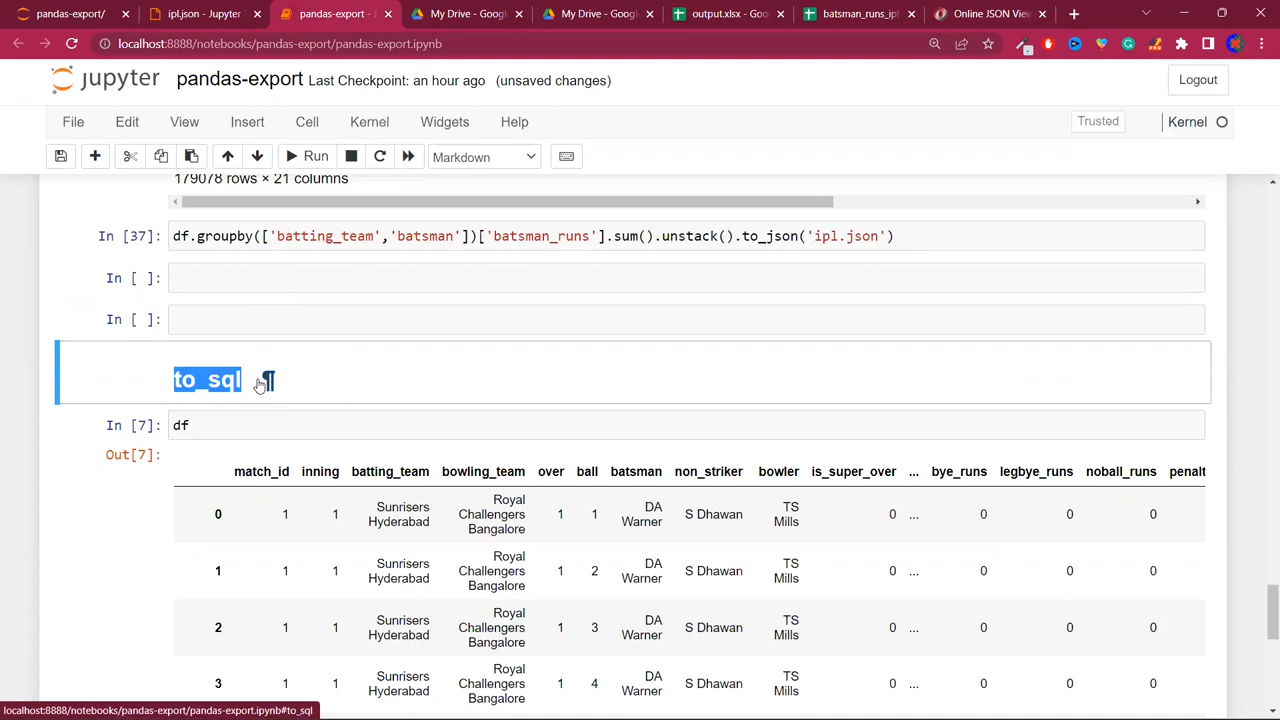 pandas-export/
ipl.json - Jupyter T
pandas-export - J
My Drive - Google
My Drive - Google
output.xlsx - Goo
batsman_runs_ipl
Online JSON View
localhost:8888/notebooks/pandas-export/pandas-export.ipynb
jupyter pandas-export Last Checkpoint: an hour ago (unsaved changes) Logout
File Edit View Insert Cell Kernel Widgets Help Trusted Kernel
Run Markdown
179078 rows × 21 columns
In [37]: df.groupby(['batting_team','batsman'])['batsman_runs'].sum().unstack().to_json('ipl.json')
In [ ]:
In [ ]:
to_sql ¶
In [7]: df
Out[7]:
match_id inning batting_team bowling_team over ball batsman non_striker bowler is_super_over ... bye_runs legbye_runs noball_runs penalt
0 1 1 Sunrisers Hyderabad Royal Challengers Bangalore 1 1 DA Warner S Dhawan TS Mills 0 ... 0 0 0
1 1 1 Sunrisers Hyderabad Royal Challengers Bangalore 1 2 DA Warner S Dhawan TS Mills 0 ... 0 0 0
2 1 1 Sunrisers Hyderabad Royal Challengers Bangalore 1 3 DA Warner S Dhawan TS Mills 0 ... 0 0 0
3 1 1 Sunrisers Hyderabad Royal Challengers Bangalore 1 4 DA Warner S Dhawan TS Mills 0 ... 0 0 0
localhost:8888/notebooks/pandas-export/pandas-export.ipynb#to_sql